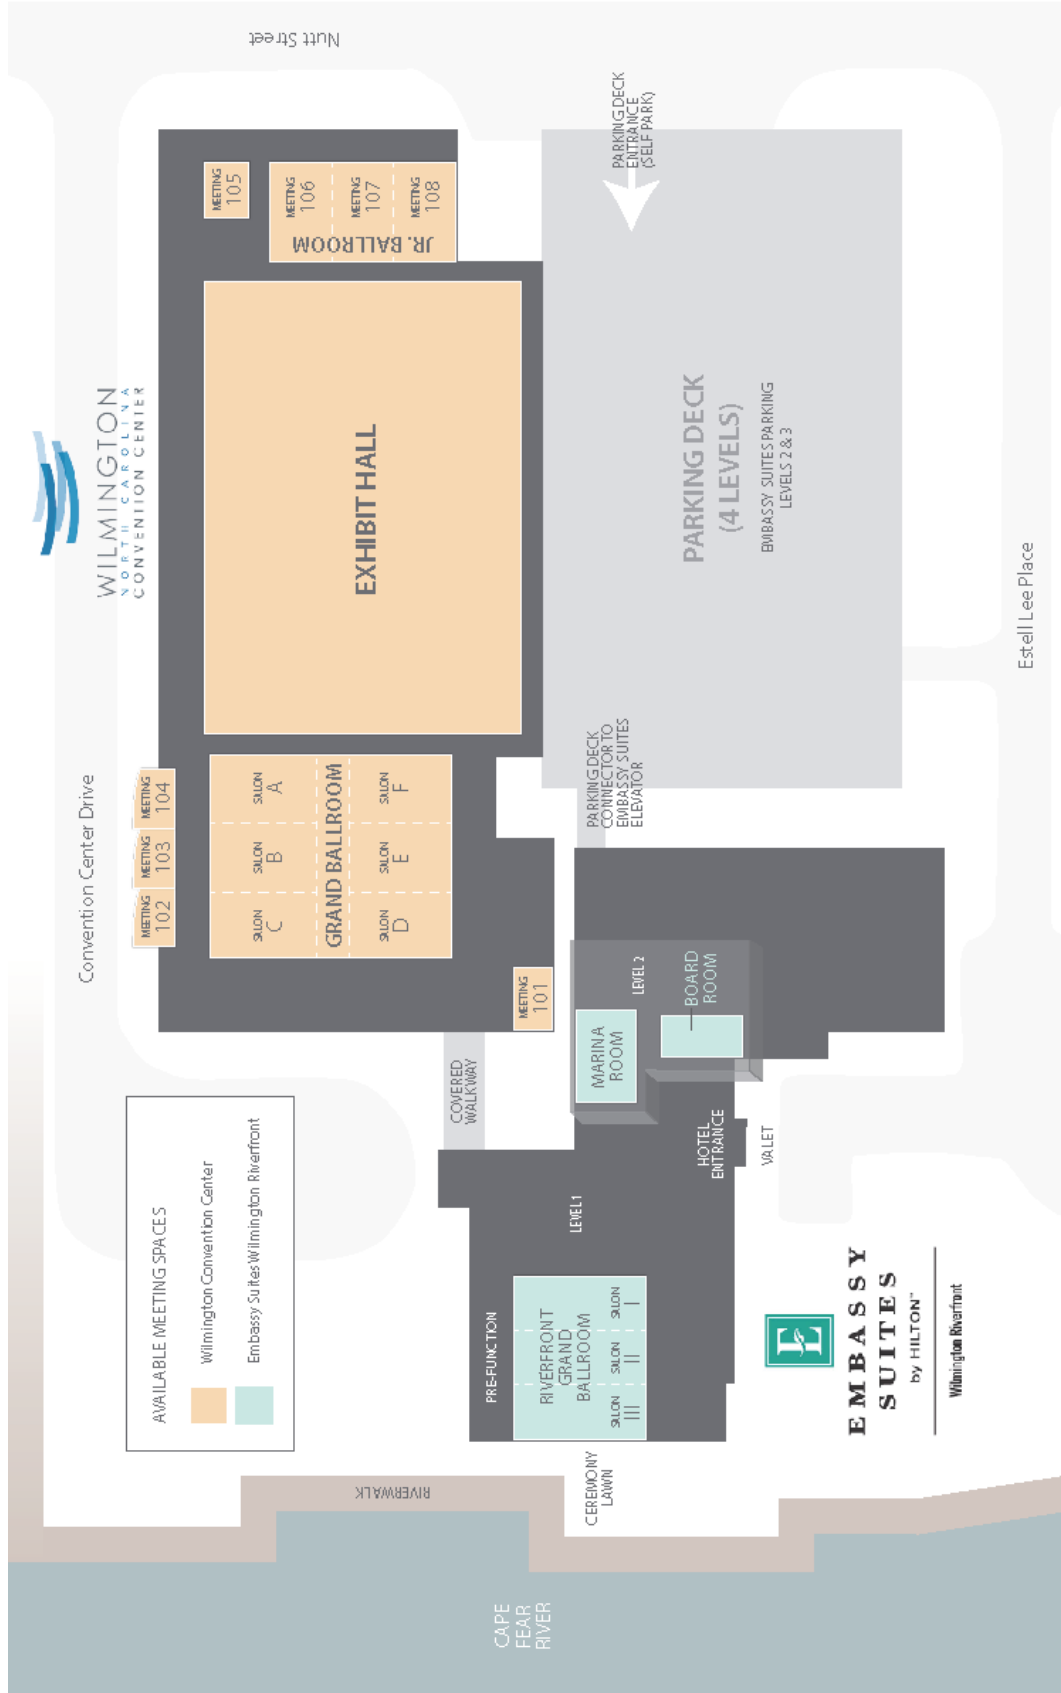 Nutt Street
PARKING DECK
ENTRANCE
(SELF PARK)
MEETING
105
MEETING
106
MEETING
107
MEETING
108
JR. BALLROOM
WILMINGTON
NORTH CAROLINA
CONVENTION CENTER
EXHIBIT HALL
PARKING DECK
(4 LEVELS)
EMBASSY SUITES PARKING
LEVELS 2 & 3
Estell Lee Place
Convention Center Drive
MEETING
104
MEETING
103
MEETING
102
SALON
A
SALON
B
SALON
C
GRAND BALLROOM
SALON
F
SALON
E
SALON
D
PARKING DECK
CONNECTOR TO
EMBASSY SUITES
ELEVATOR
MEETING
101
LEVEL 2
MARINA
ROOM
BOARD
ROOM
COVERED
WALKWAY
HOTEL
ENTRANCE
VALET
LEVEL 1
AVAILABLE MEETING SPACES
Wilmington Convention Center
Embassy Suites Wilmington Riverfront
PRE-FUNCTION
RIVERFRONT
GRAND
BALLROOM
SALON
I
SALON
II
SALON
III
E
EMBASSY
SUITES
by HILTON™
Wilmington Riverfront
CEREMONY
LAWN
RIVERWALK
CAPE
FEAR
RIVER